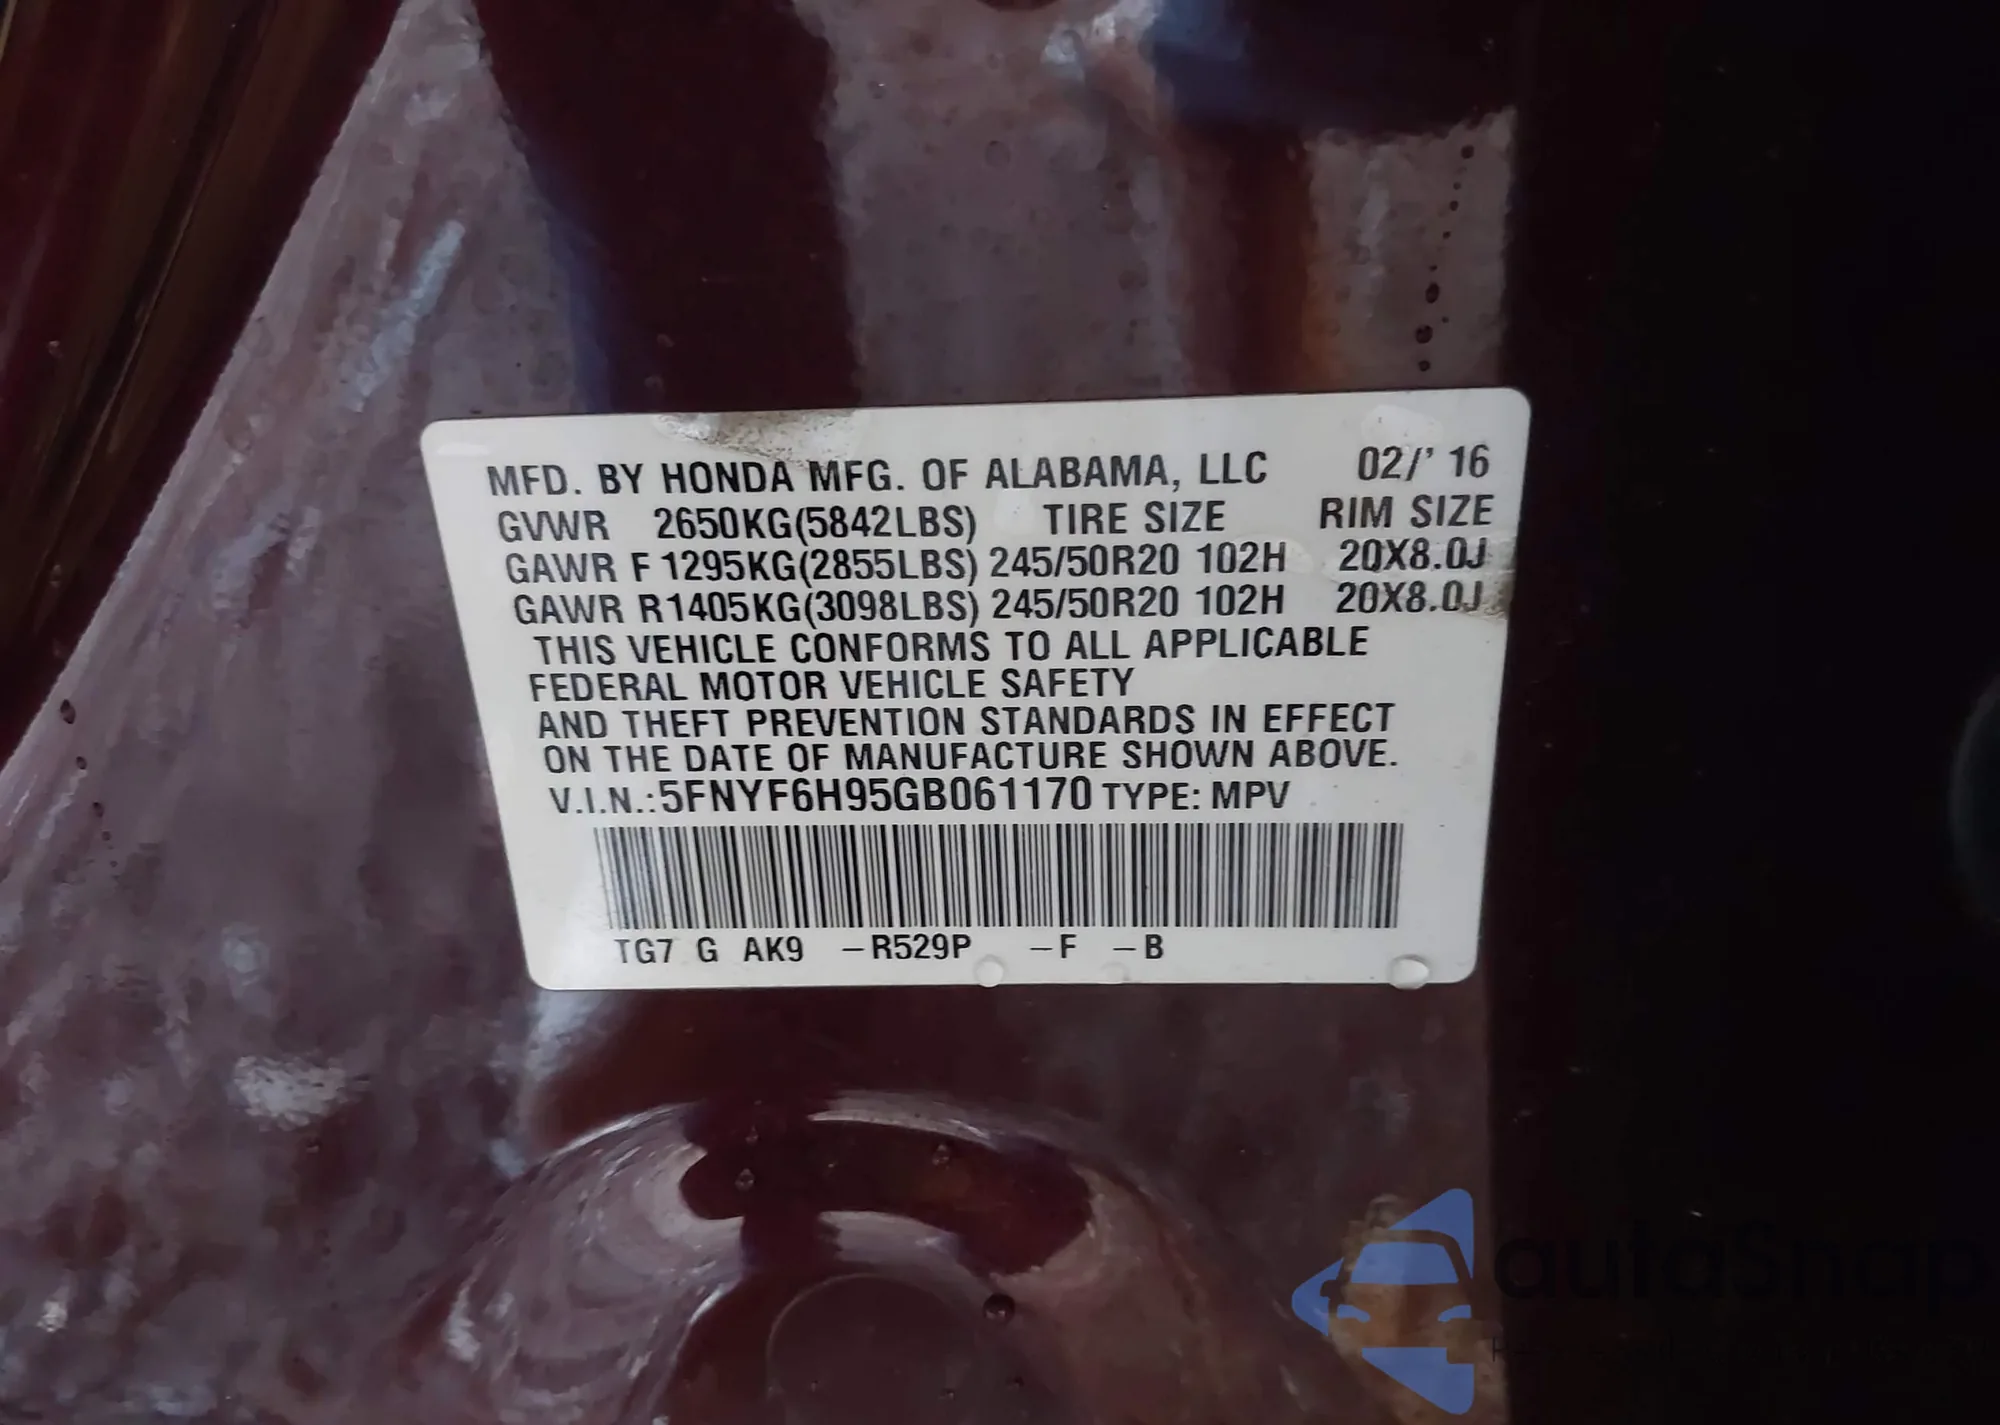 MFD. BY HONDA MFG. OF ALABAMA, LLC 02/' 16
GVWR 2650KG(5842LBS) TIRE SIZE RIM SIZE
GAWR F 1295KG(2855LBS) 245/50R20 102H 20X8.0J
GAWR R1405KG(3098LBS) 245/50R20 102H 20X8.0J
THIS VEHICLE CONFORMS TO ALL APPLICABLE
FEDERAL MOTOR VEHICLE SAFETY
AND THEFT PREVENTION STANDARDS IN EFFECT
ON THE DATE OF MANUFACTURE SHOWN ABOVE.
V.I.N.:5FNYF6H95GB061170 TYPE: MPV
TG7 G AK9 –R529P –F –B
autaSnap